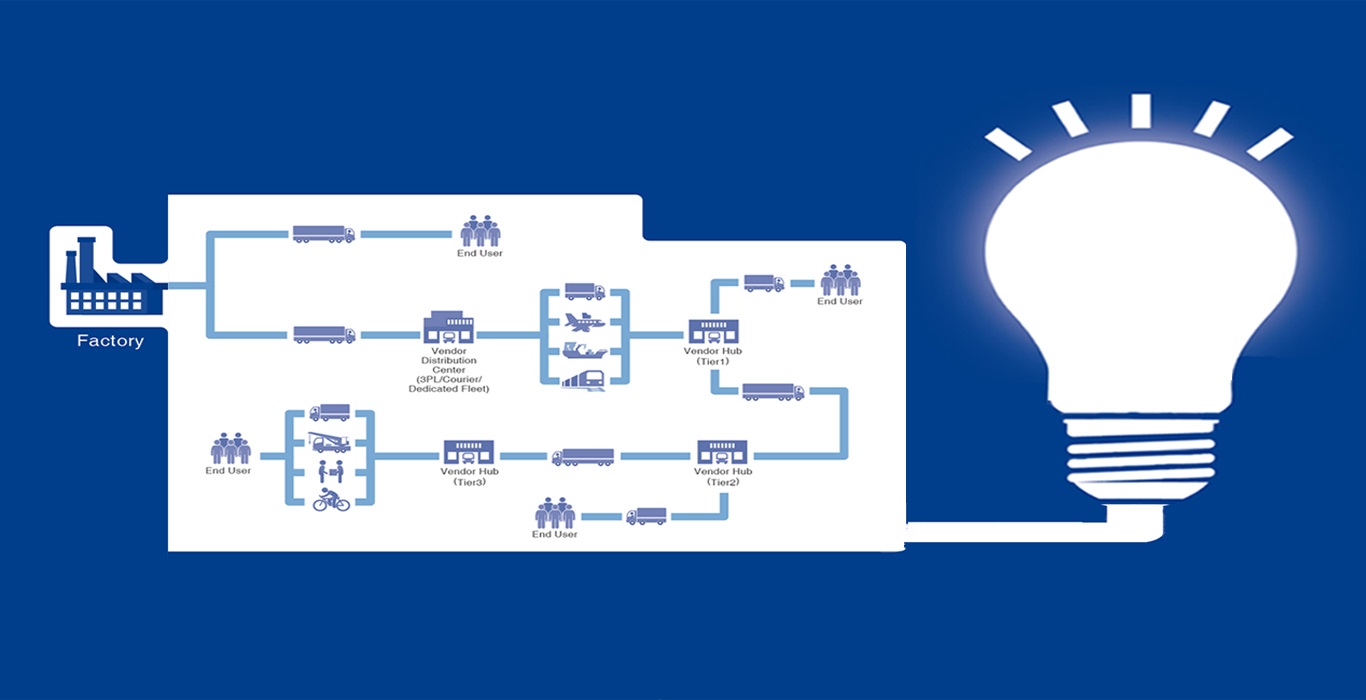 End User
Factory
Vendor
Distribution
Center
(3PL/Courier/
Dedicated Fleet)
Vendor Hub
(Tier1)
End User
End User
Vendor Hub
(Tier3)
Vendor Hub
(Tier2)
End User